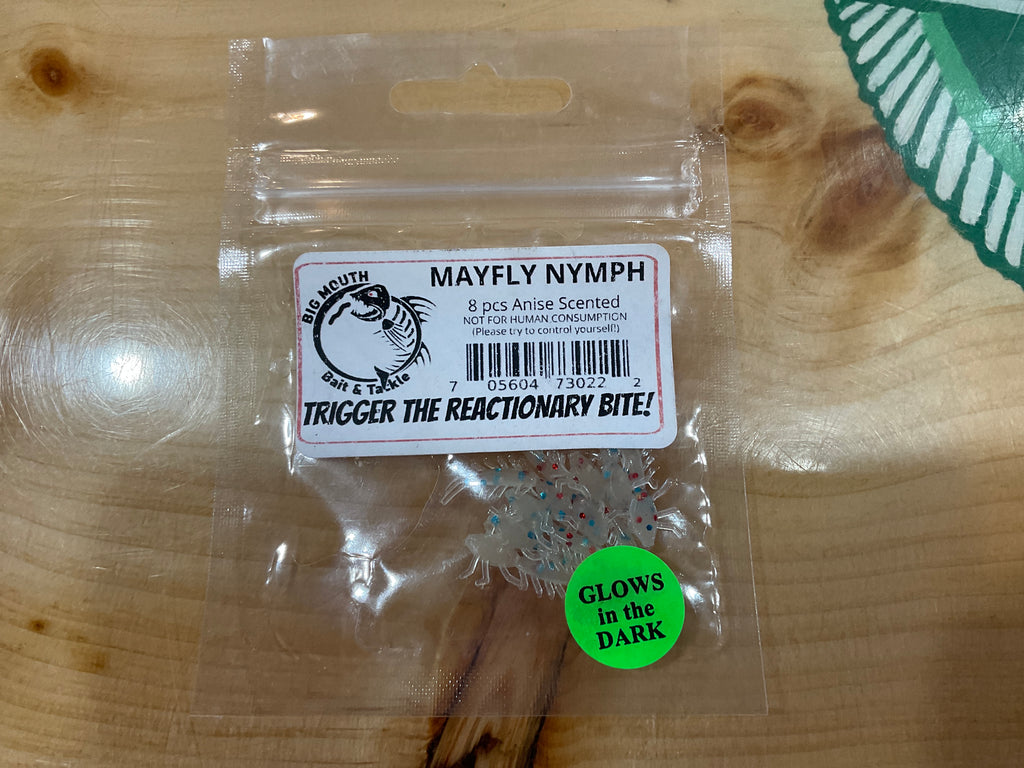 BIG MOUTH
Bait & Tackle
MAYFLY NYMPH
8 pcs Anise Scented
NOT FOR HUMAN CONSUMPTION
(Please try to control yourself!)
7 05604 73022 2
TRIGGER THE REACTIONARY BITE!
GLOWS
in the
DARK